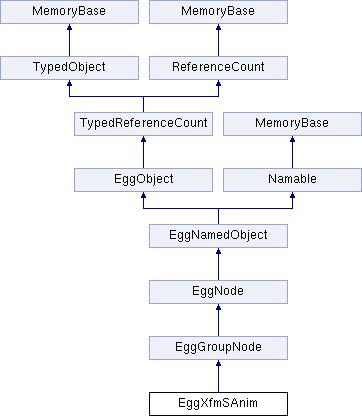 MemoryBase MemoryBase
TypedObject ReferenceCount
TypedReferenceCount MemoryBase
EggObject Namable
EggNamedObject
EggNode
EggGroupNode
EggXfmSAnim